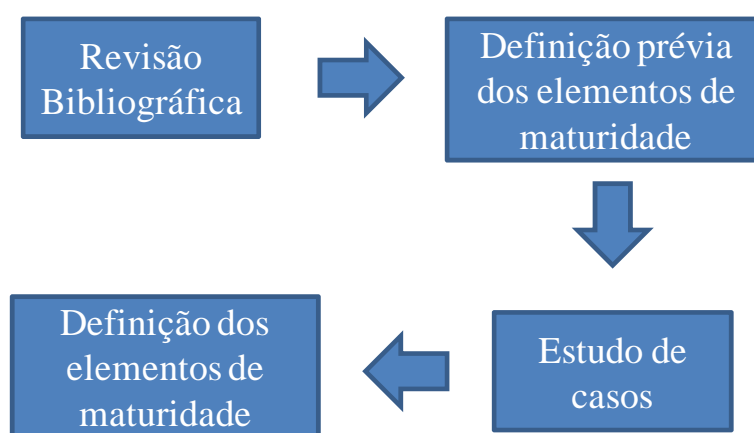 Revisão
Bibliográfica
Definição prévia
dos elementos de
maturidade
Estudo de
casos
Definição dos
elementos de
maturidade